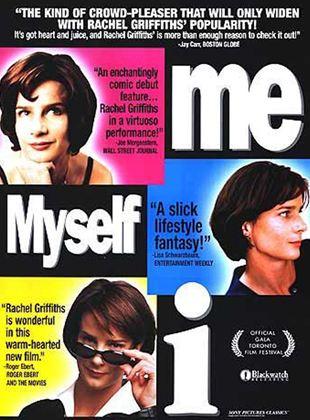 "THE KIND OF CROWD-PLEASER THAT WILL ONLY WIDEN
WITH RACHEL GRIFFITHS' POPULARITY!
It's got heart and juice, and Rachel Griffiths' is more than enough reason to check it out!"
-Jay Carr, BOSTON GLOBE
"An enchantingly
comic debut
feature...
Rachel Griffiths
in a virtuoso
performance!"
-Joe Morgenstern,
WALL STREET JOURNAL
me
Myself
"A slick
lifestyle
fantasy!"
-Lisa Schwarzbaum,
ENTERTAINMENT WEEKLY
"Rachel Griffiths
is wonderful
in this
warm-hearted
new film."
-Roger Ebert,
ROGER EBERT
AND THE MOVIES
i
OFFICIAL
GALA
TORONTO
FILM FESTIVAL
Blackwatch
SONY PICTURES CLASSICS